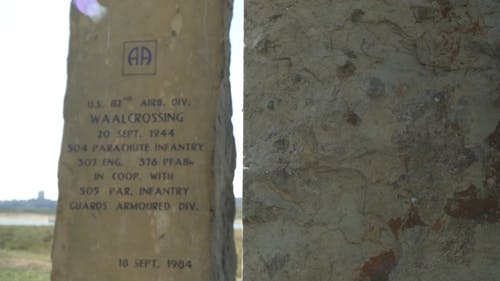 AA
U.S. 82ND AIRB. DIV.
WAALCROSSING
20 SEPT. 1944
504 PARACHUTE INFANTRY
307 ENG. 376 PFABN
IN COOP. WITH
505 PAR. INFANTRY
GUARDS ARMOURED DIV.
18 SEPT. 1984